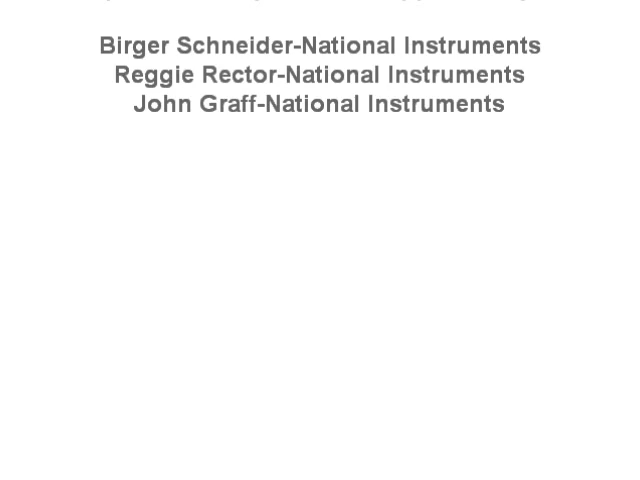 Birger Schneider-National Instruments
Reggie Rector-National Instruments
John Graff-National Instruments